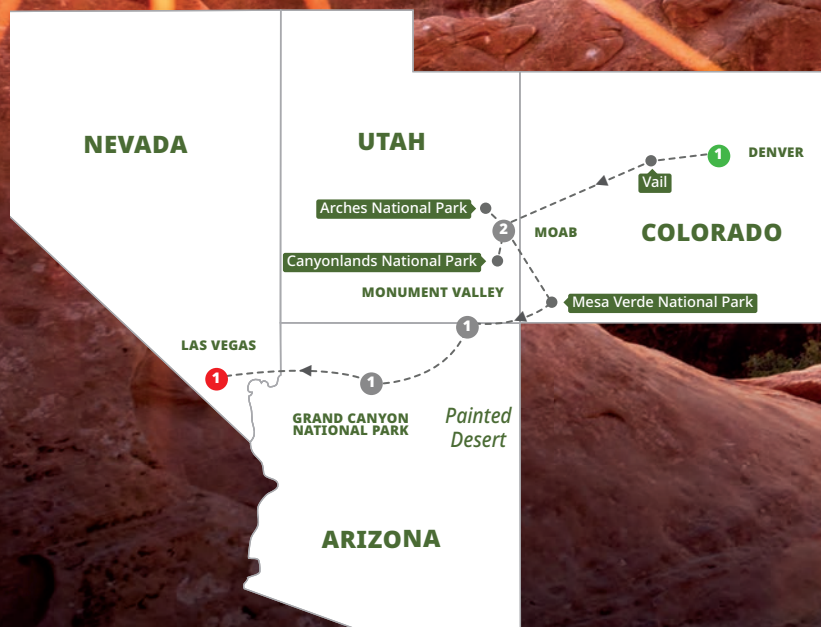 NEVADA
UTAH
1
DENVER
Vail
Arches National Park
2
MOAB
COLORADO
Canyonlands National Park
MONUMENT VALLEY
Mesa Verde National Park
1
LAS VEGAS
1
1
GRAND CANYON
NATIONAL PARK
Painted
Desert
ARIZONA